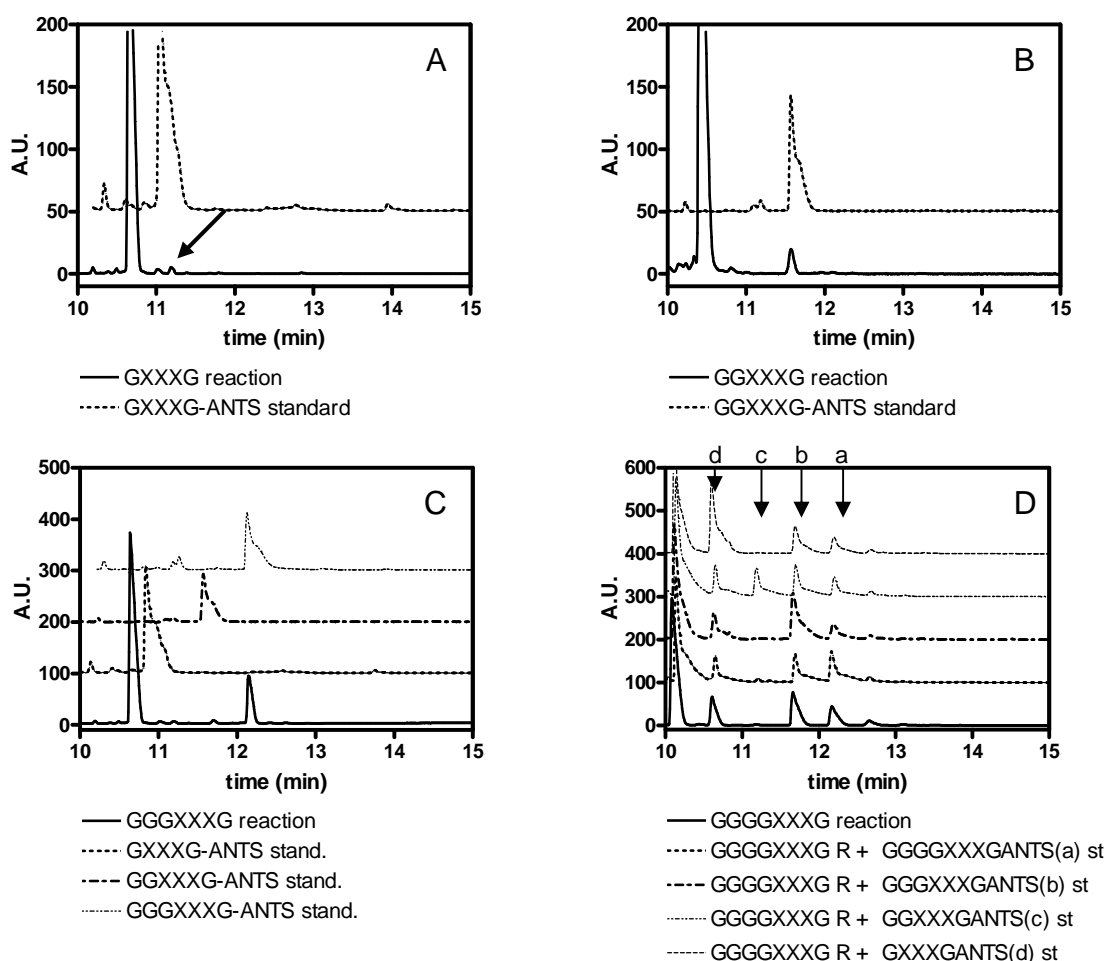 200
150
100
50
0
A.U.
A
10 11 12 13 14 15
time (min)
GXXXG reaction
GXXXG-ANTS standard
200
150
100
50
0
A.U.
B
10 11 12 13 14 15
time (min)
GGXXXG reaction
GGXXXG-ANTS standard
500
400
300
200
100
0
A.U.
C
10 11 12 13 14 15
time (min)
GGGXXXG reaction
GXXXG-ANTS stand.
GGXXXG-ANTS stand.
GGGXXXG-ANTS stand.
d c b a
600
500
400
300
200
100
0
A.U.
D
10 11 12 13 14 15
time (min)
GGGGXXXG reaction
GGGGXXXG R + GGGGXXXGANTS(a) st
GGGGXXXG R + GGGXXXGANTS(b) st
GGGGXXXG R + GGXXXGANTS(c) st
GGGGXXXG R + GXXXGANTS(d) st